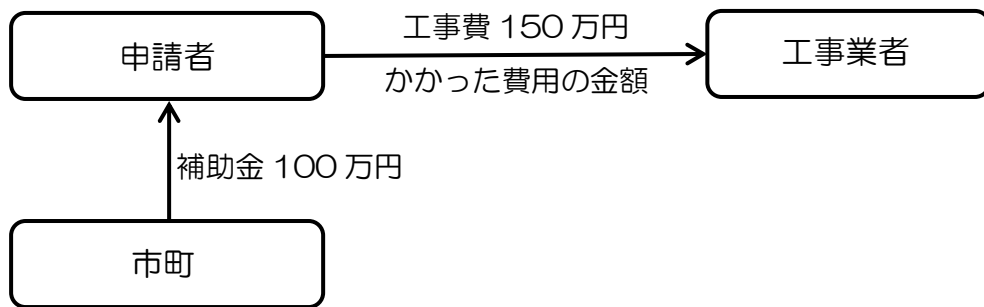 工事費 150 万円
申請者
工事業者
かかった費用の金額
補助金 100 万円
市町